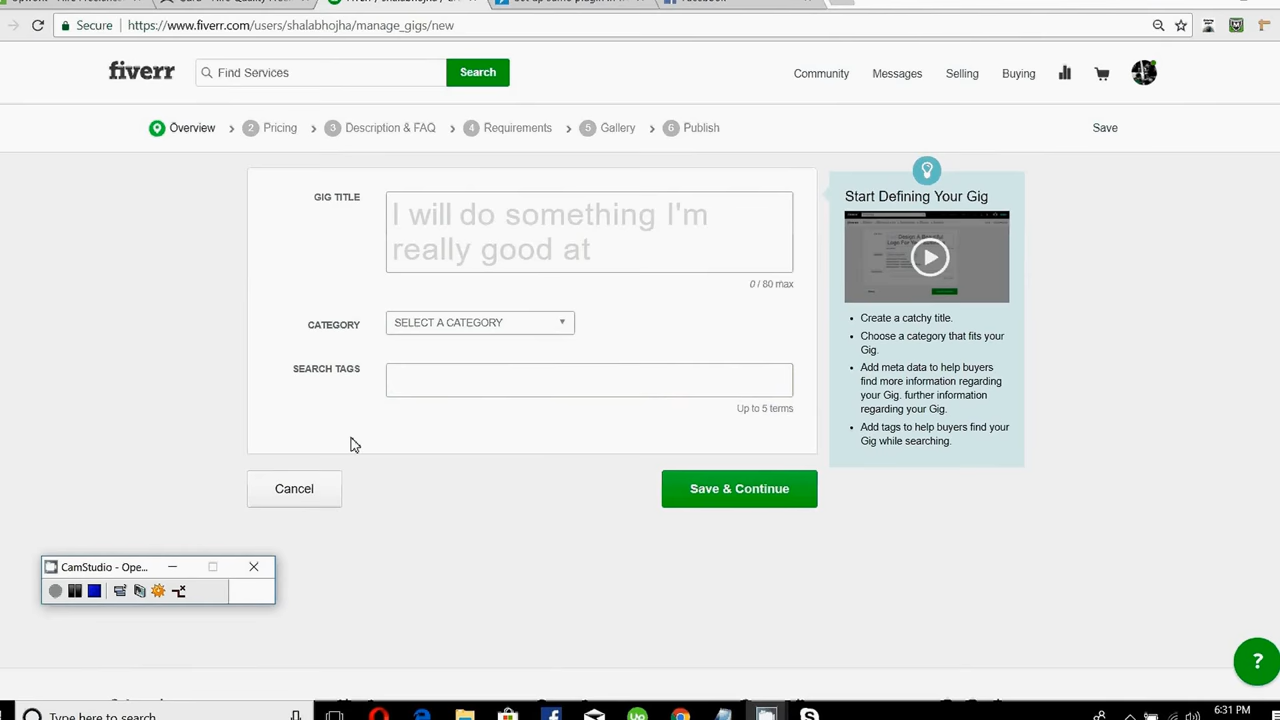 Secure
https://www.fiverr.com/users/shalabhojha/manage_gigs/new
fiverr
Find Services
Search
Community
Messages
Selling
Buying
Overview
2 Pricing
3 Description & FAQ
4 Requirements
5 Gallery
6 Publish
Save
GIG TITLE
I will do something I'm
really good at
0 / 80 max
CATEGORY
SELECT A CATEGORY
SEARCH TAGS
Up to 5 terms
Cancel
Save & Continue
Start Defining Your Gig
Create a catchy title.
Choose a category that fits your
Gig.
Add meta data to help buyers
find more information regarding
your Gig. further information
regarding your Gig.
Add tags to help buyers find your
Gig while searching.
CamStudio - Ope...
?
Type here to search
6:31 PM